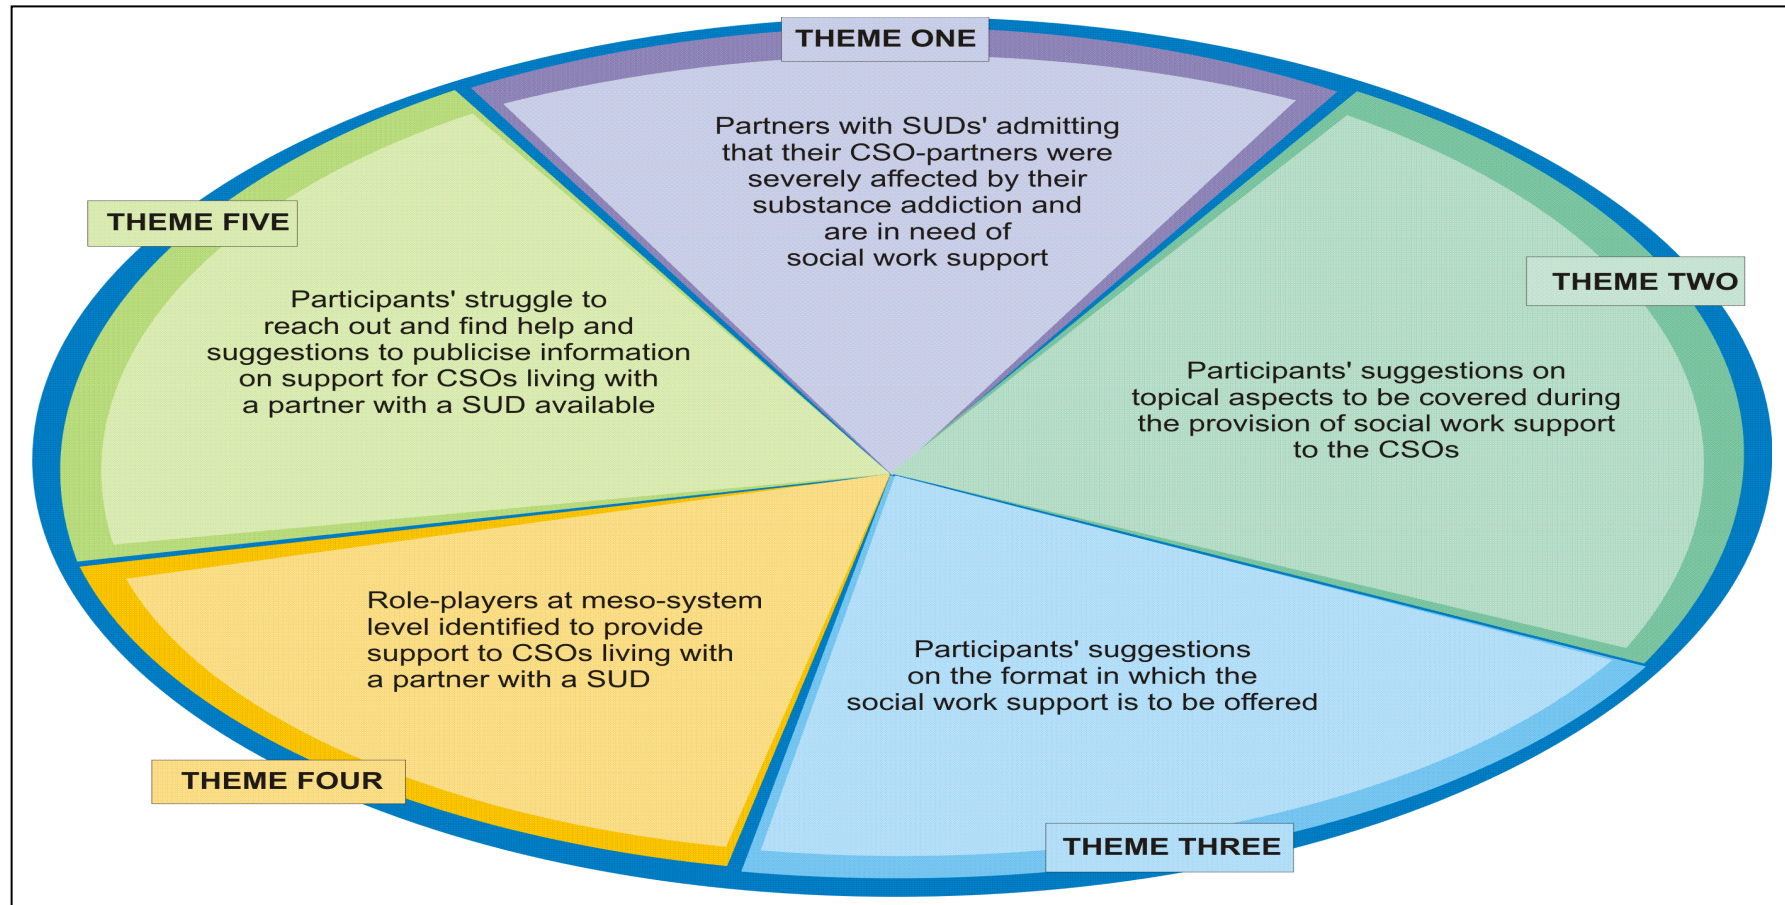 THEME ONE
Partners with SUDs' admitting
that their CSO-partners were
severely affected by their
substance addiction and
are in need of
social work support
THEME TWO
Participants' suggestions on
topical aspects to be covered during
the provision of social work support
to the CSOs
THEME THREE
Participants' suggestions
on the format in which the
social work support is to be offered
THEME FOUR
Role-players at meso-system
level identified to provide
support to CSOs living with
a partner with a SUD
THEME FIVE
Participants' struggle to
reach out and find help and
suggestions to publicise information
on support for CSOs living with
a partner with a SUD available